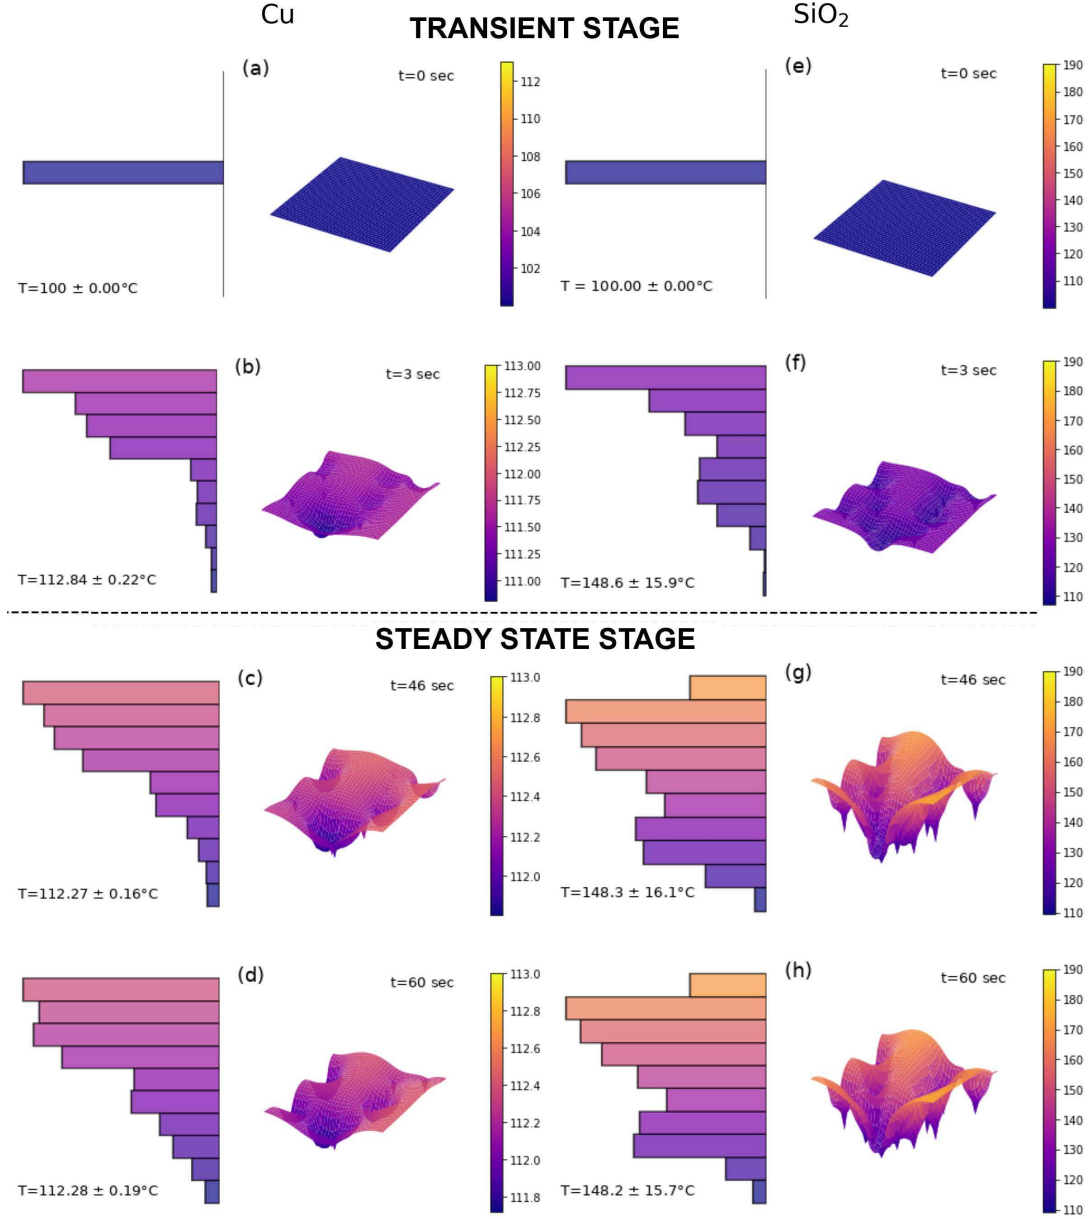 Cu
SiO₂
TRANSIENT STAGE
(a)
t=0 sec
112
110
108
106
104
102
T=100 ± 0.00°C
(e)
t=0 sec
190
180
170
160
150
140
130
120
110
T = 100.00 ± 0.00°C
(b)
t=3 sec
113.00
112.75
112.50
112.25
112.00
111.75
111.50
111.25
111.00
T=112.84 ± 0.22°C
(f)
t=3 sec
190
180
170
160
150
140
130
120
110
T=148.6 ± 15.9°C
STEADY STATE STAGE
(c)
t=46 sec
113.0
112.8
112.6
112.4
112.2
112.0
T=112.27 ± 0.16°C
(g)
t=46 sec
190
180
170
160
150
140
130
120
110
T=148.3 ± 16.1°C
(d)
t=60 sec
113.0
112.8
112.6
112.4
112.2
112.0
111.8
T=112.28 ± 0.19°C
(h)
t=60 sec
190
180
170
160
150
140
130
120
110
T=148.2 ± 15.7°C